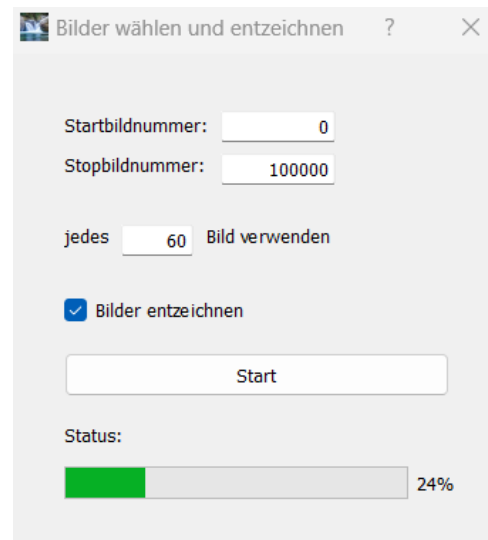 Bilder wählen und entzeichnen ?
Startbildnummer: 0
Stopbildnummer: 100000
jedes 60 Bild verwenden
Bilder entzeichnen
Start
Status:
24%